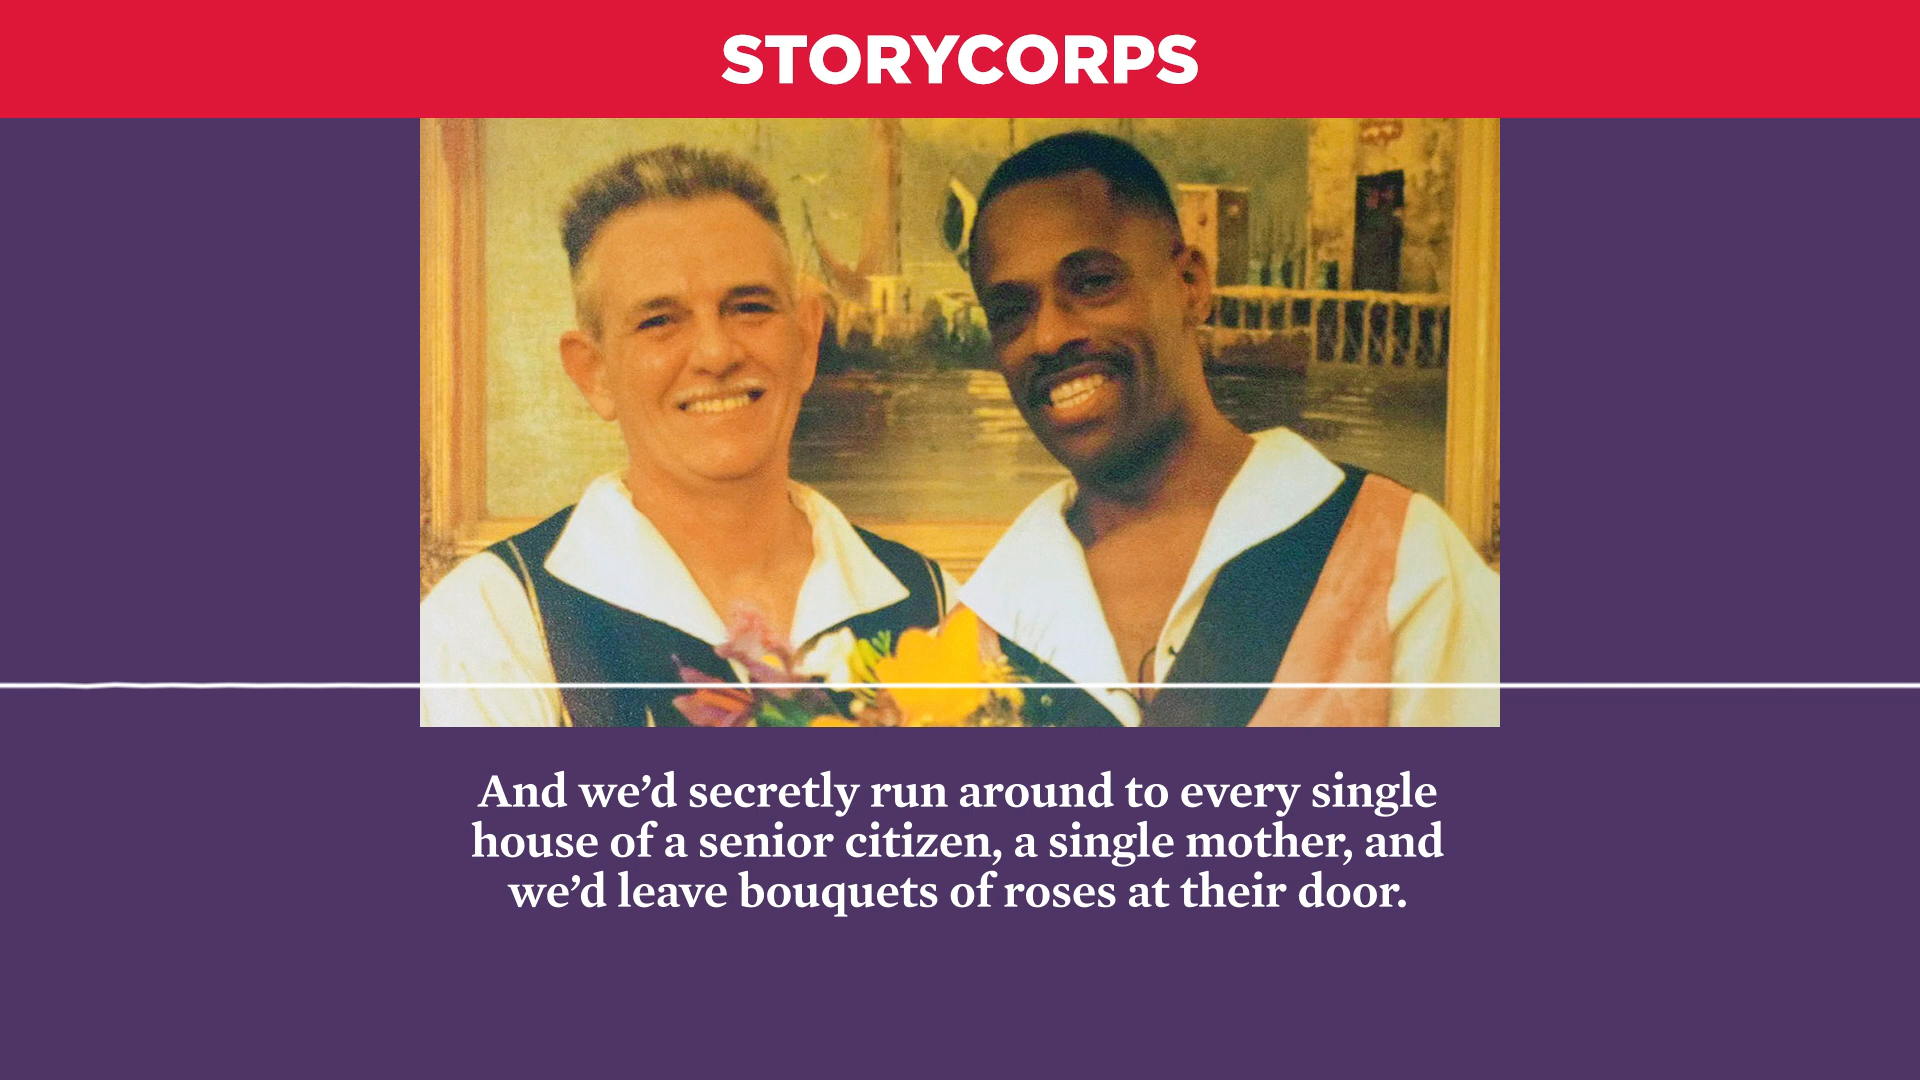 STORYCORPS
And we’d secretly run around to every single
house of a senior citizen, a single mother, and
we’d leave bouquets of roses at their door.